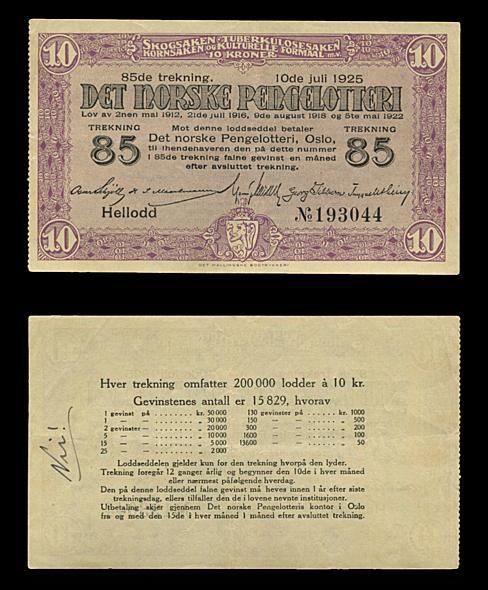 10
SKOGSAKEN TUBERKULOSESAKEN
KORNSAKEN OG KULTURELLE FORMAAL M.V.
10 KRONER
10
85de trekning. 10de juli 1925
DET NORSKE PENGELOTTERI
Lov av 2nen mai 1912, 21de juli 1916, 9de august 1918 og 5te mai 1922
TREKNING
85
Mot denne loddseddel betaler
Det norske Pengelotteri, Oslo,
til ihendehaveren den på dette nummer
i 85de trekning falne gevinst en måned
efter avsluttet trekning.
TREKNING
85
Hellodd
№ 193044
10
10
DET MALLINGSKE BOGTRYKKERI
Hver trekning omfatter 200 000 lodder à 10 kr.
Gevinstenes antall er 15 829, hvorav
1 gevinst på ........ kr. 50 000 130 gevinster på ........ kr. 1000
1 — — ........ „ 30 000 150 — — ........ „ 500
2 gevinster — ........ „ 20 000 300 — — ........ „ 200
5 — — ........ „ 10 000 1600 — — ........ „ 100
15 — — ........ „ 5 000 13600 — — ........ „ 50
25 — — ........ „ 2 000
Loddseddelen gjelder kun for den trekning hvorpå den lyder.
Trekning foregår 12 ganger årlig og begynner den 10de i hver måned
eller nærmest påfølgende hverdag.
Den på denne loddseddel falne gevinst må heves innen 1 år efter siste
trekningsdag, ellers tilfaller den de i lovene nevnte institusjoner.
Utbetaling skjer gjennem Det norske Pengelotteris kontor i Oslo
fra og med den 15de i hver måned 1 måned efter avsluttet trekning.